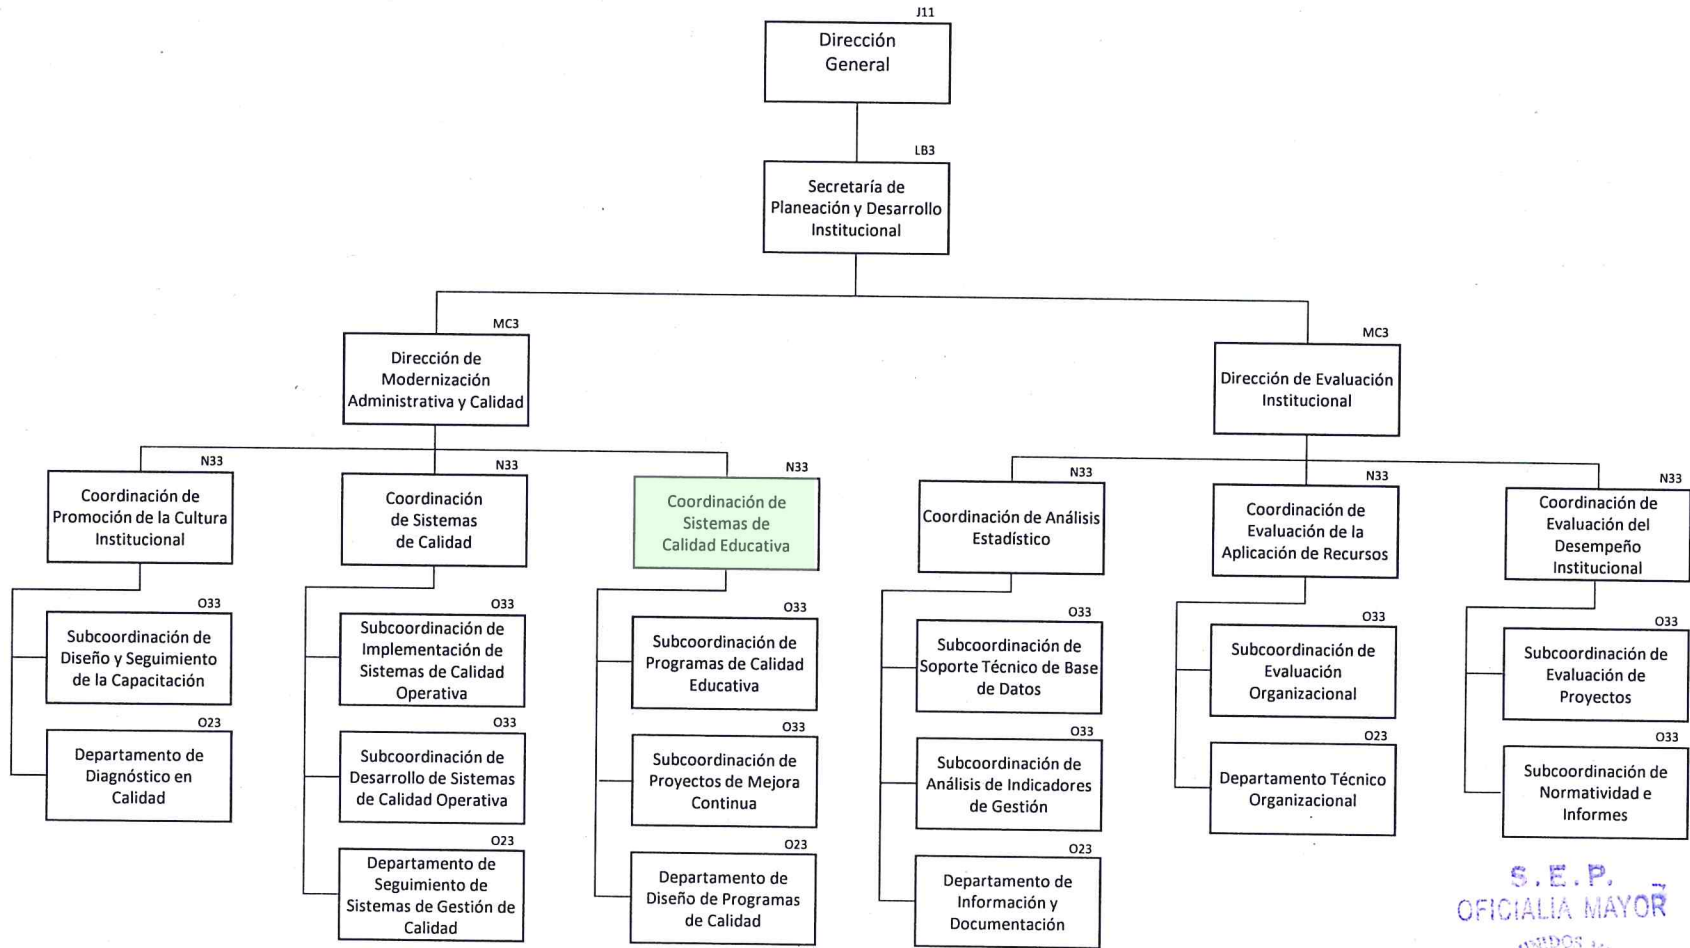 J11
Dirección
General
LB3
Secretaría de
Planeación y Desarrollo
Institucional
MC3
Dirección de
Modernización
Administrativa y Calidad
MC3
Dirección de Evaluación
Institucional
N33
Coordinación de
Promoción de la Cultura
Institucional
N33
Coordinación
de Sistemas
de Calidad
N33
Coordinación de
Sistemas de
Calidad Educativa
N33
Coordinación de Análisis
Estadístico
N33
Coordinación de
Evaluación de la
Aplicación de Recursos
N33
Coordinación de
Evaluación del
Desempeño
Institucional
O33
Subcoordinación de
Diseño y Seguimiento
de la Capacitación
O23
Departamento de
Diagnóstico en
Calidad
O33
Subcoordinación de
Implementación de
Sistemas de Calidad
Operativa
O33
Subcoordinación de
Desarrollo de Sistemas
de Calidad Operativa
O23
Departamento de
Seguimiento de
Sistemas de Gestión de
Calidad
O33
Subcoordinación de
Programas de Calidad
Educativa
O33
Subcoordinación de
Proyectos de Mejora
Continua
O23
Departamento de
Diseño de Programas
de Calidad
O33
Subcoordinación de
Soporte Técnico de Base
de Datos
O33
Subcoordinación de
Análisis de Indicadores
de Gestión
O23
Departamento de
Información y
Documentación
O33
Subcoordinación de
Evaluación
Organizacional
O23
Departamento Técnico
Organizacional
O33
Subcoordinación de
Evaluación de
Proyectos
O33
Subcoordinación de
Normatividad e
Informes
S.E.P.
OFICIALIA MAYOR